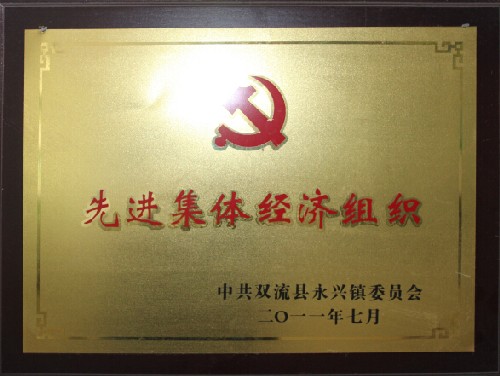 先进集体经济组织
中共双流县永兴镇委员会
二〇一一年七月